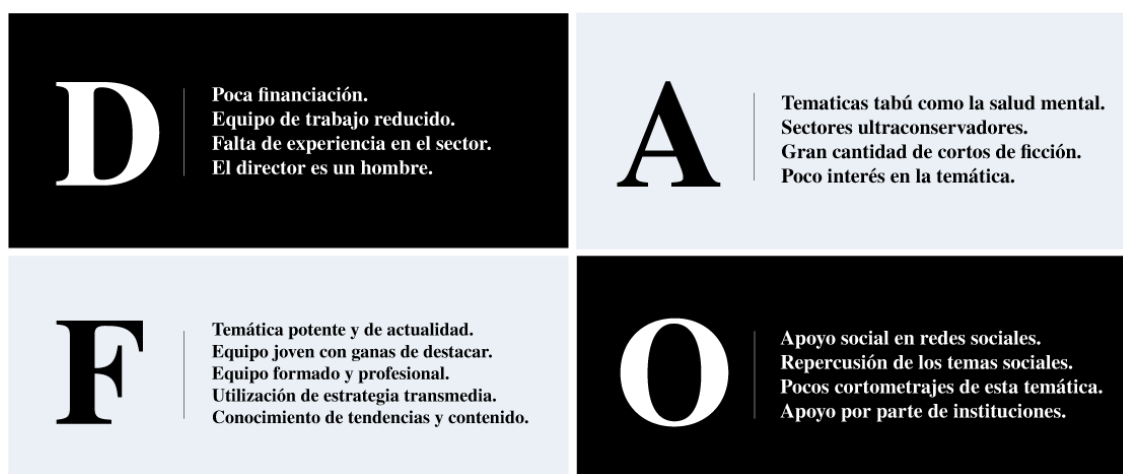 D
Poca financiación.
Equipo de trabajo reducido.
Falta de experiencia en el sector.
El director es un hombre.
A
Tematicas tabú como la salud mental.
Sectores ultraconservadores.
Gran cantidad de cortos de ficción.
Poco interés en la temática.
F
Temática potente y de actualidad.
Equipo joven con ganas de destacar.
Equipo formado y profesional.
Utilización de estrategia transmedia.
Conocimiento de tendencias y contenido.
O
Apoyo social en redes sociales.
Repercusión de los temas sociales.
Pocos cortometrajes de esta temática.
Apoyo por parte de instituciones.